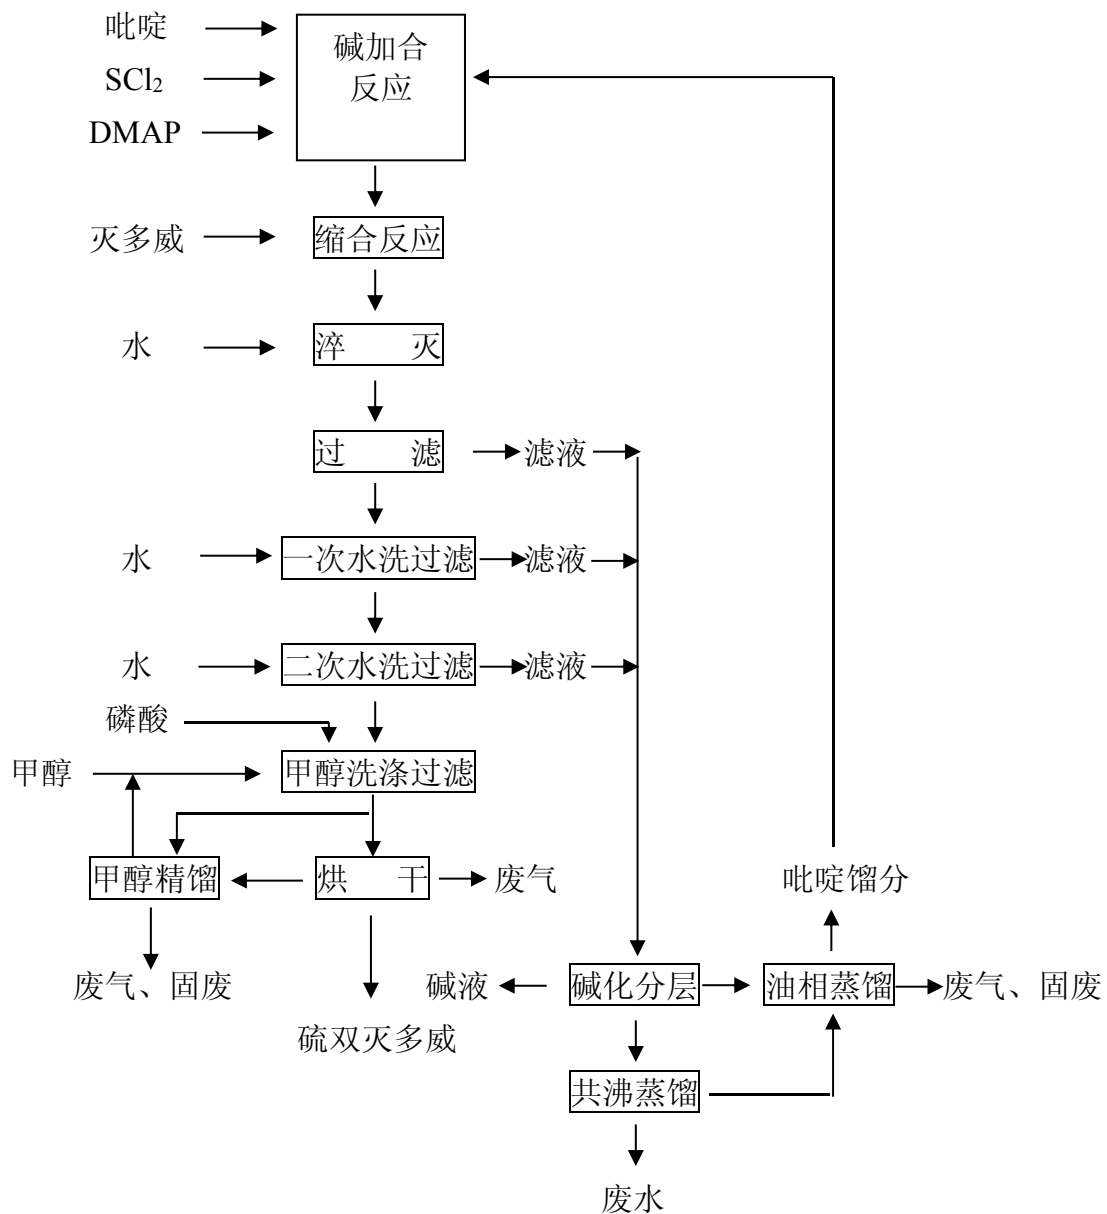 吡啶
碱加合
反应
SCl₂
DMAP
灭多威
缩合反应
水
淬 灭
过 滤
滤液
水
一次水洗过滤
滤液
水
二次水洗过滤
滤液
磷酸
甲醇
甲醇洗涤过滤
甲醇精馏
烘 干
废气
吡啶馏分
废气、固废
碱液
碱化分层
油相蒸馏
废气、固废
硫双灭多威
共沸蒸馏
废水